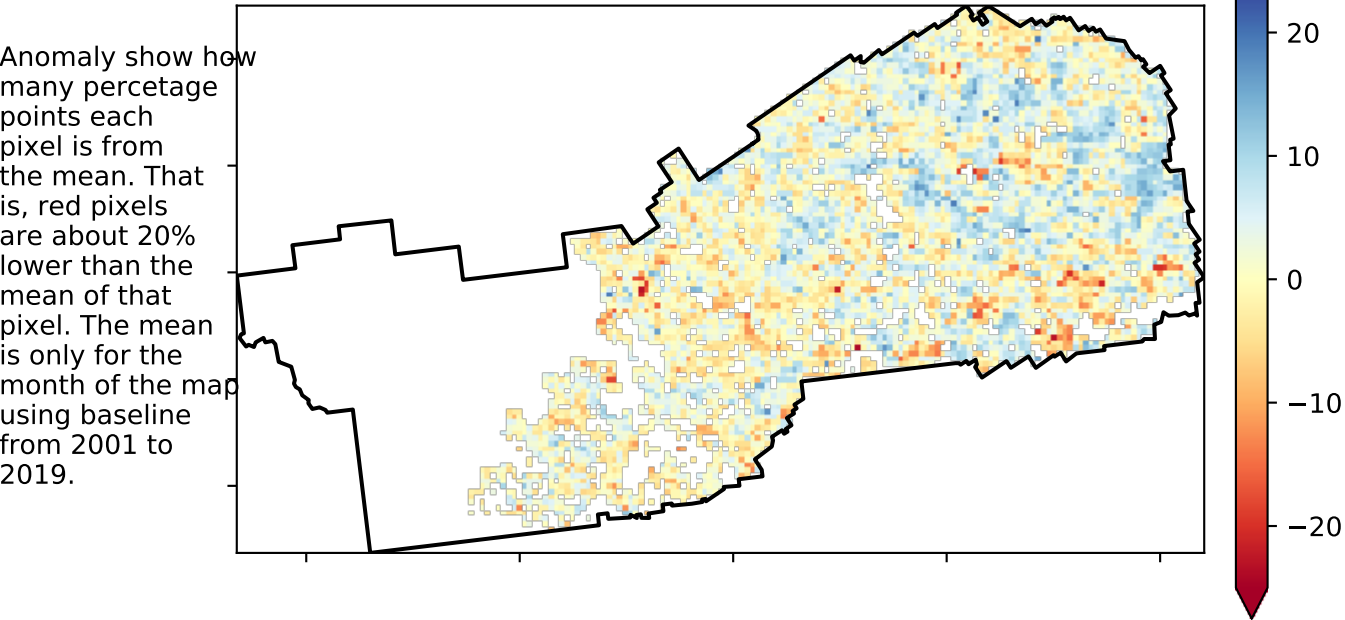 Anomaly show how
many percetage
points each
pixel is from
the mean. That
is, red pixels
are about 20%
lower than the
mean of that
pixel. The mean
is only for the
month of the map
using baseline
from 2001 to
2019.
20
10
0
−10
−20